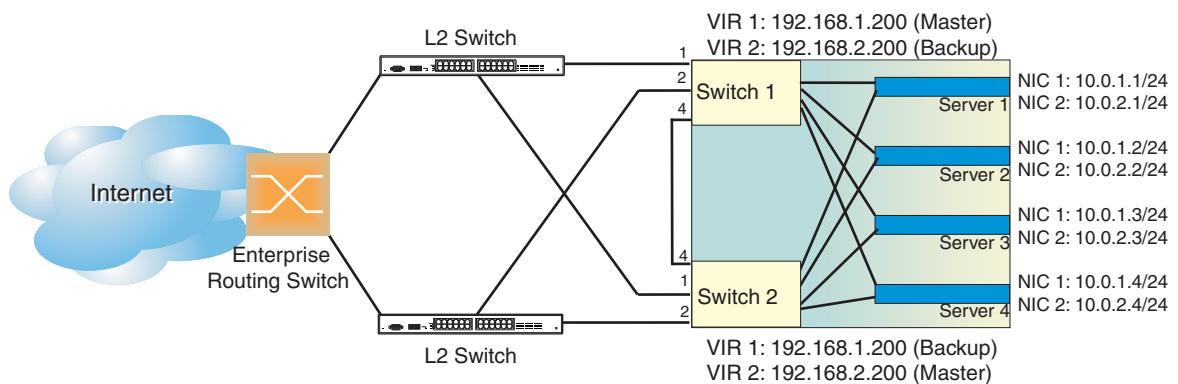 VIR 1: 192.168.1.200 (Master)
VIR 2: 192.168.2.200 (Backup)
L2 Switch
1
2
4
Switch 1
Server 1
NIC 1: 10.0.1.1/24
NIC 2: 10.0.2.1/24
Server 2
NIC 1: 10.0.1.2/24
NIC 2: 10.0.2.2/24
Internet
Enterprise
Routing Switch
Server 3
NIC 1: 10.0.1.3/24
NIC 2: 10.0.2.3/24
4
1
2
Switch 2
Server 4
NIC 1: 10.0.1.4/24
NIC 2: 10.0.2.4/24
L2 Switch
VIR 1: 192.168.1.200 (Backup)
VIR 2: 192.168.2.200 (Master)